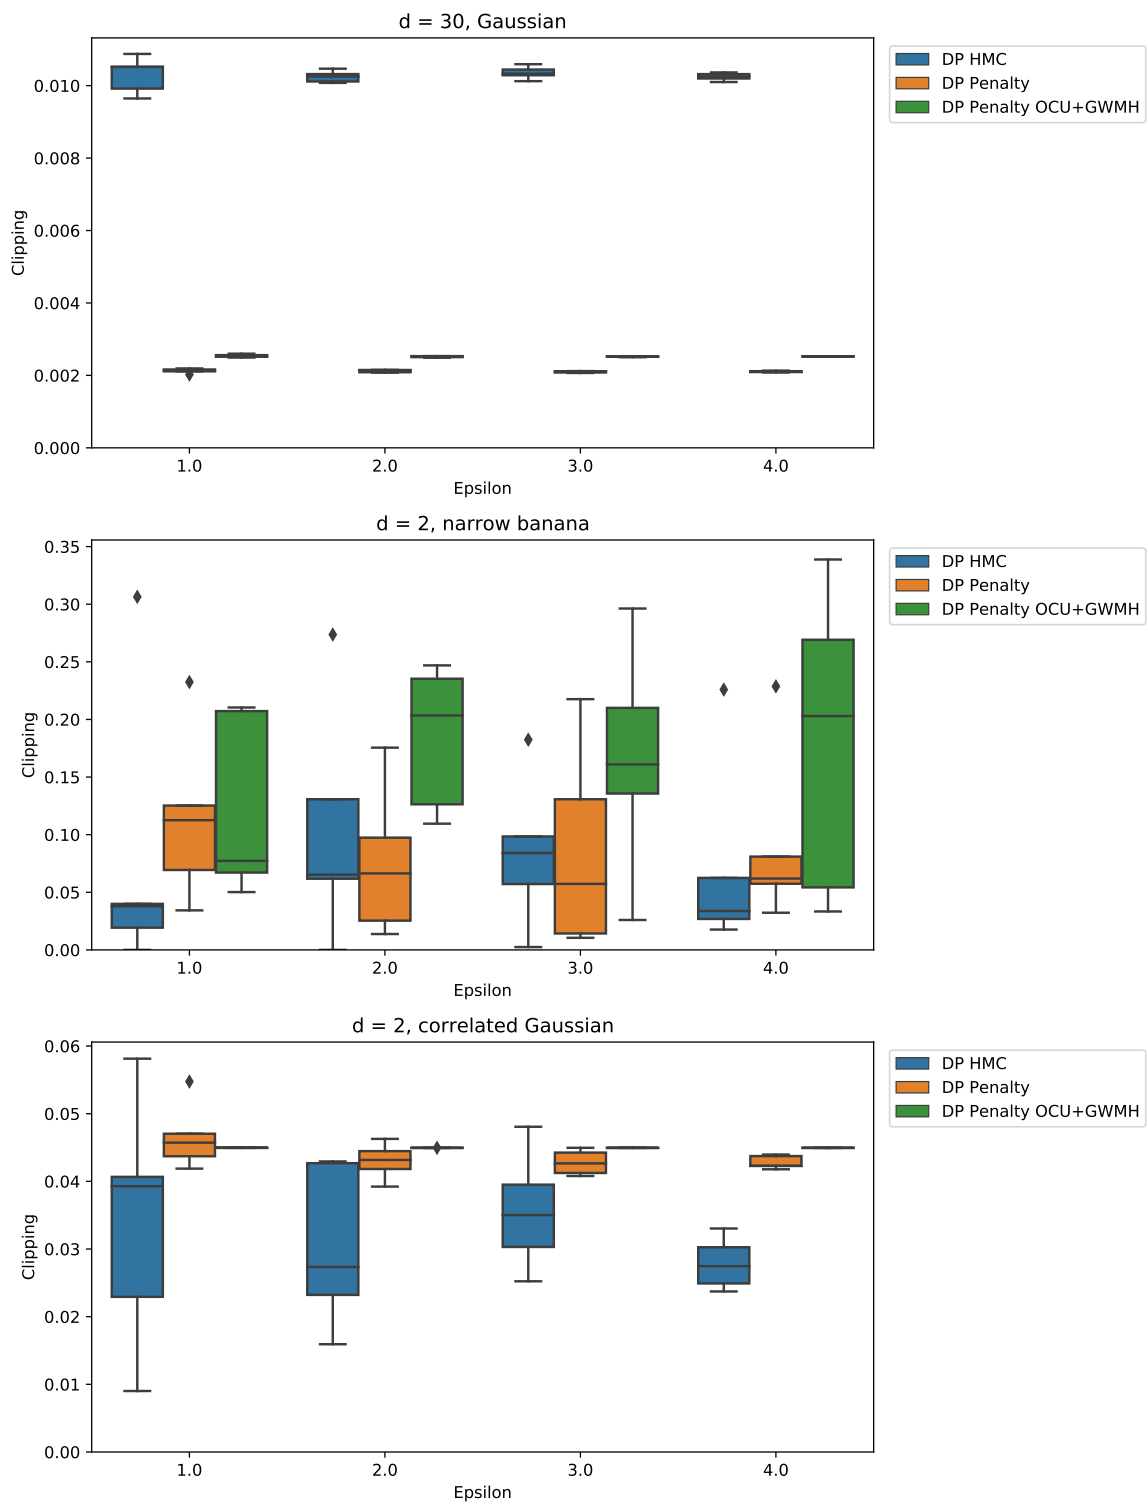 d = 30, Gaussian
0.010
0.008
0.006
0.004
0.002
0.000
Clipping
1.0 2.0 3.0 4.0
Epsilon
DP HMC
DP Penalty
DP Penalty OCU+GWMH
d = 2, narrow banana
0.35
0.30
0.25
0.20
0.15
0.10
0.05
0.00
Clipping
1.0 2.0 3.0 4.0
Epsilon
DP HMC
DP Penalty
DP Penalty OCU+GWMH
d = 2, correlated Gaussian
0.06
0.05
0.04
0.03
0.02
0.01
0.00
Clipping
1.0 2.0 3.0 4.0
Epsilon
DP HMC
DP Penalty
DP Penalty OCU+GWMH